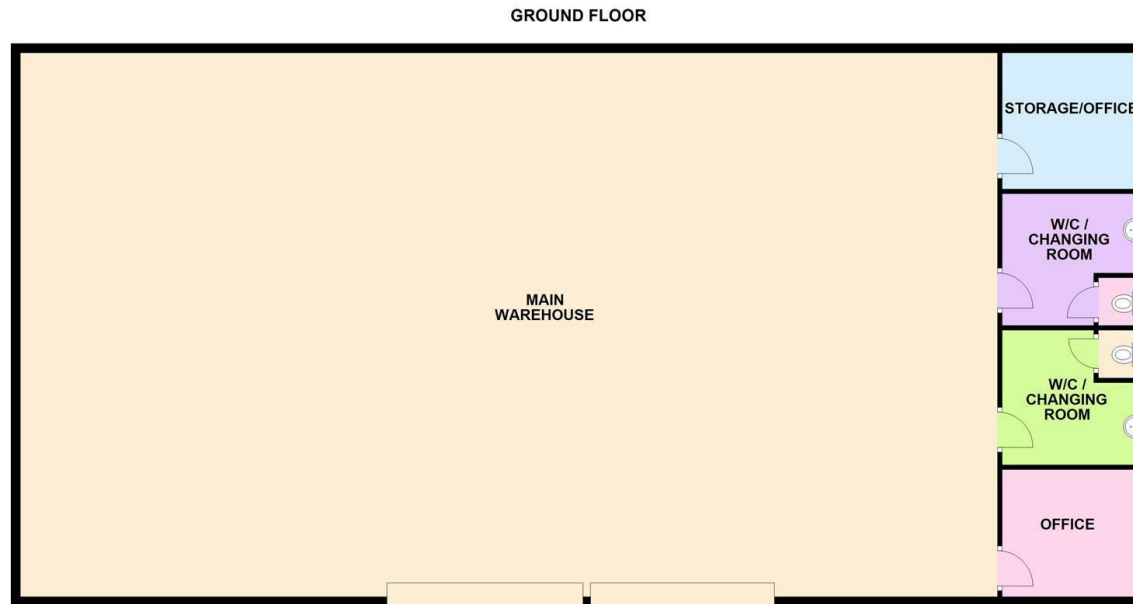 GROUND FLOOR
STORAGE/OFFICE
W/C /
CHANGING
ROOM
MAIN
WAREHOUSE
W/C /
CHANGING
ROOM
OFFICE